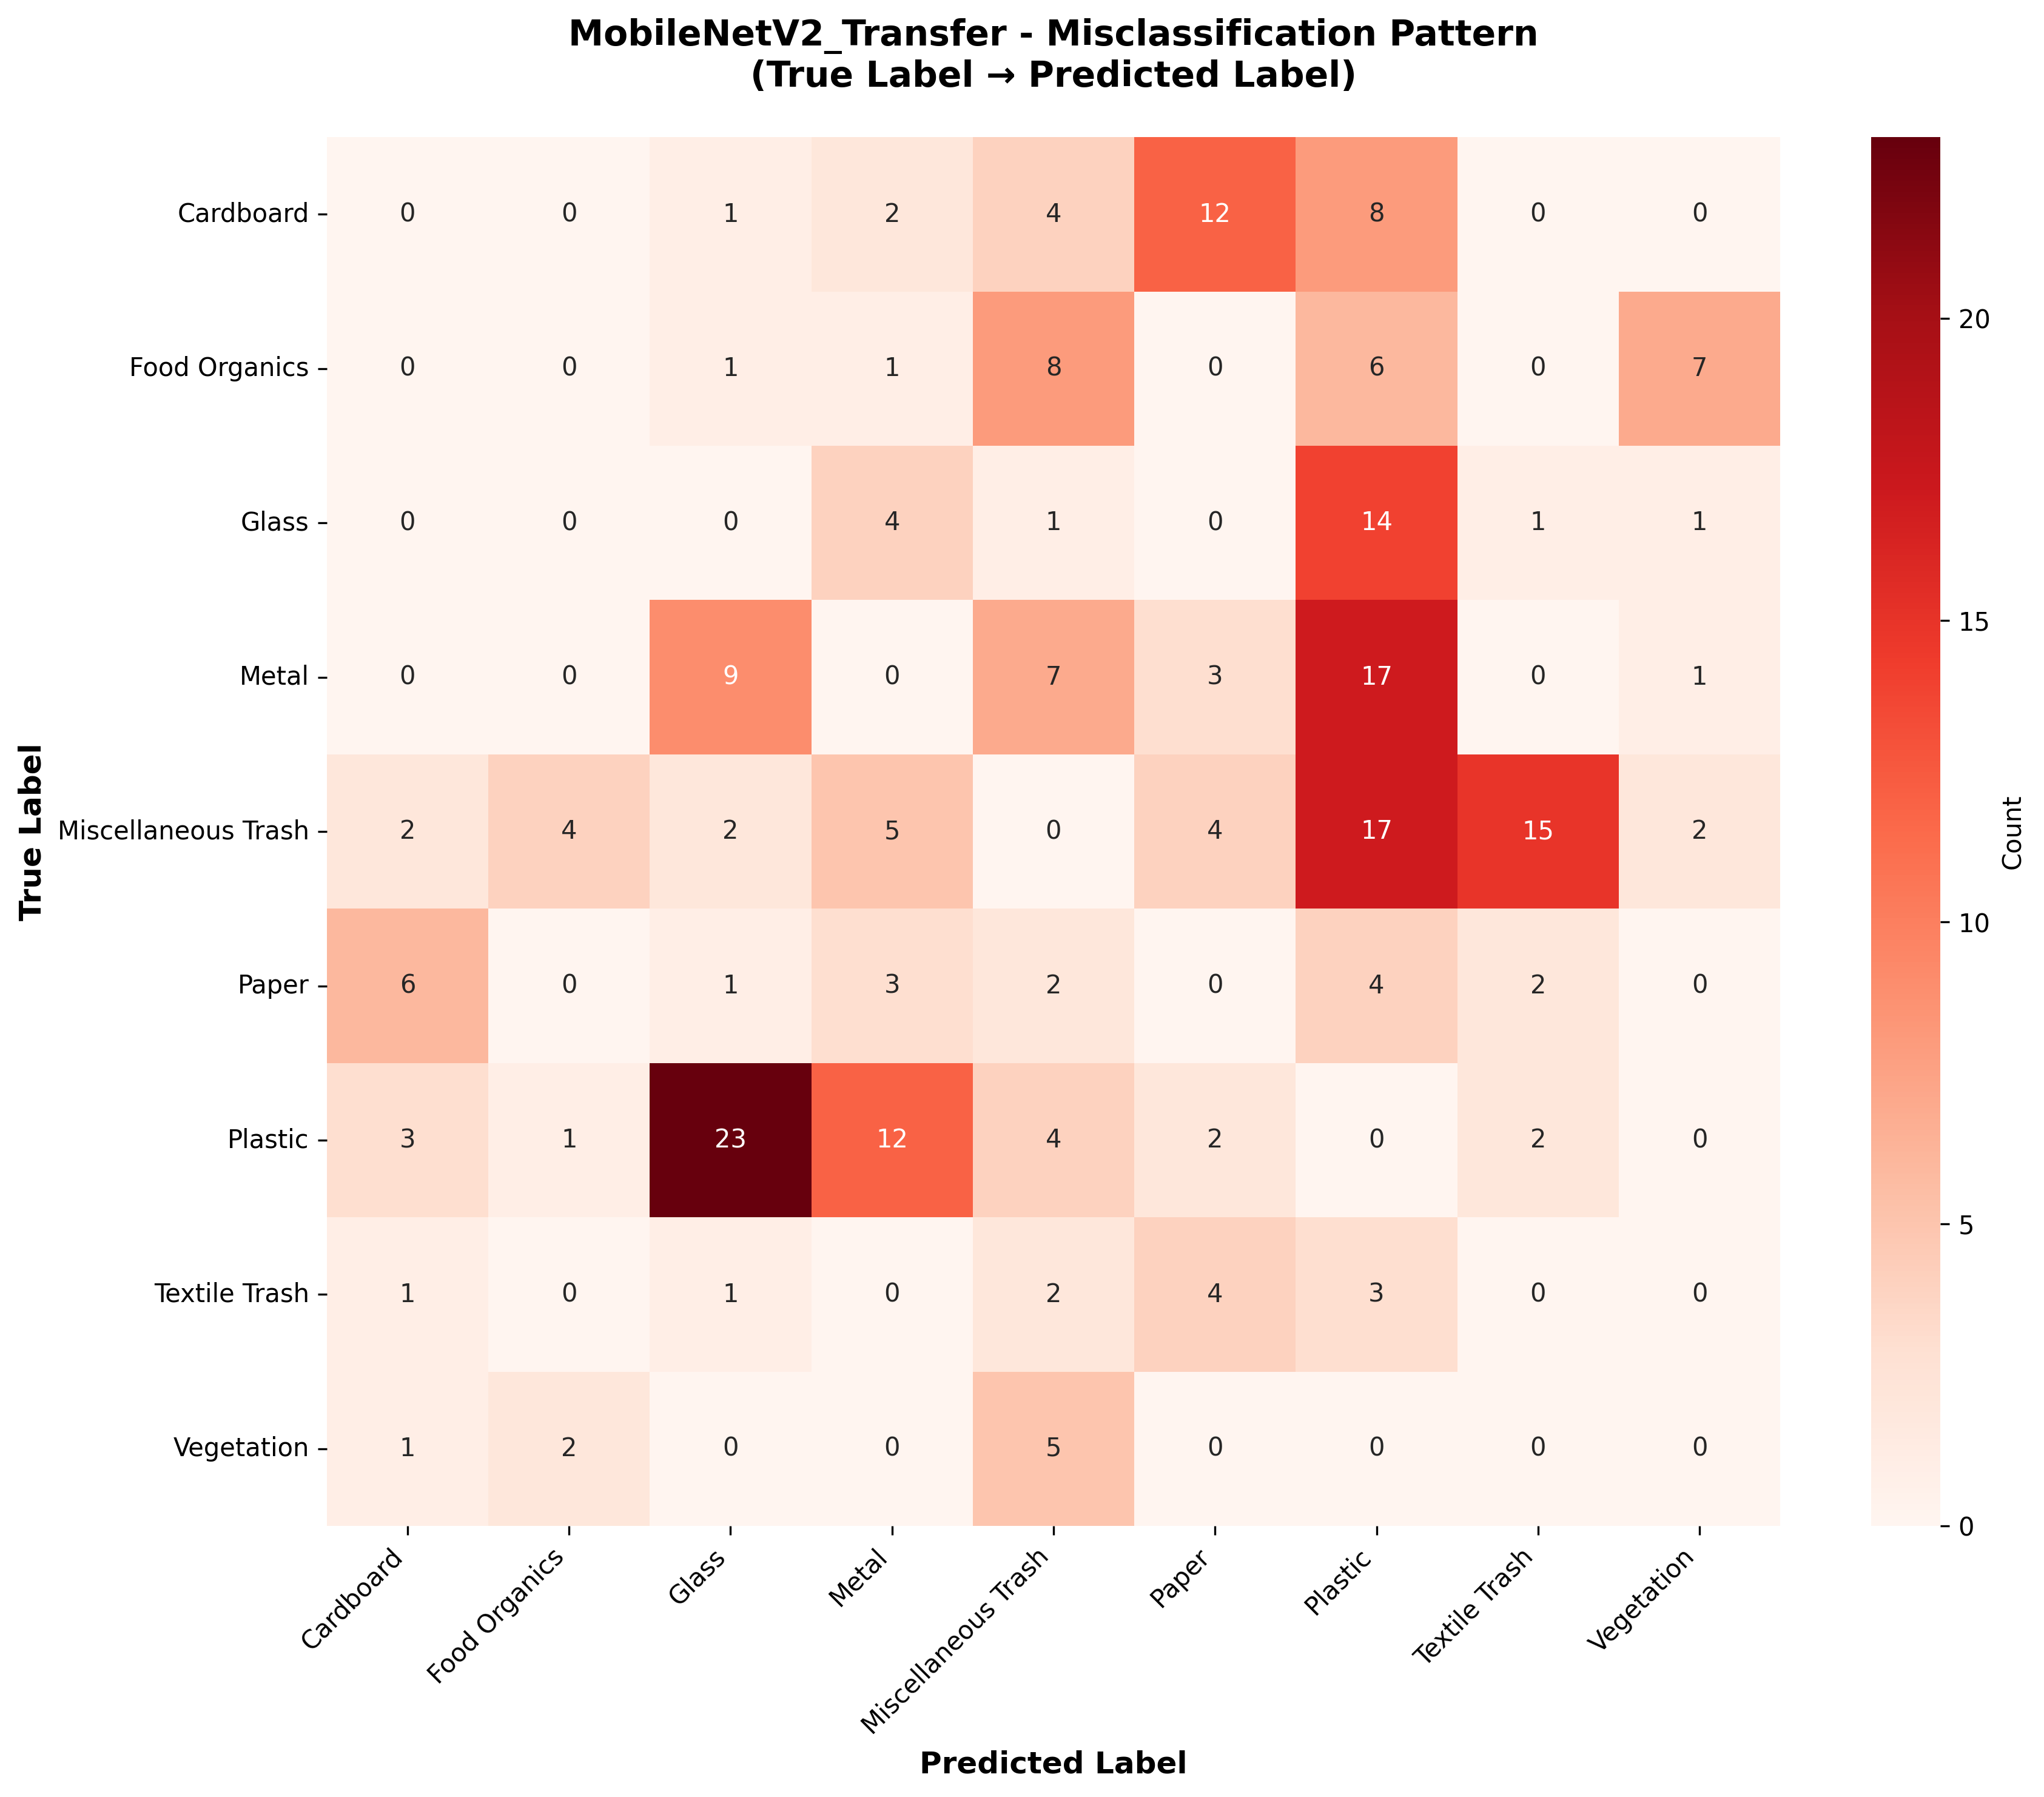 MobileNetV2_Transfer - Misclassification Pattern
(True Label → Predicted Label)
True Label
Cardboard 0 0 1 2 4 12 8 0 0
Food Organics 0 0 1 1 8 0 6 0 7
Glass 0 0 0 4 1 0 14 1 1
Metal 0 0 9 0 7 3 17 0 1
Miscellaneous Trash 2 4 2 5 0 4 17 15 2
Paper 6 0 1 3 2 0 4 2 0
Plastic 3 1 23 12 4 2 0 2 0
Textile Trash 1 0 1 0 2 4 3 0 0
Vegetation 1 2 0 0 5 0 0 0 0
Cardboard Food Organics Glass Metal Miscellaneous Trash Paper Plastic Textile Trash Vegetation
Predicted Label
20
15
10
5
0
Count